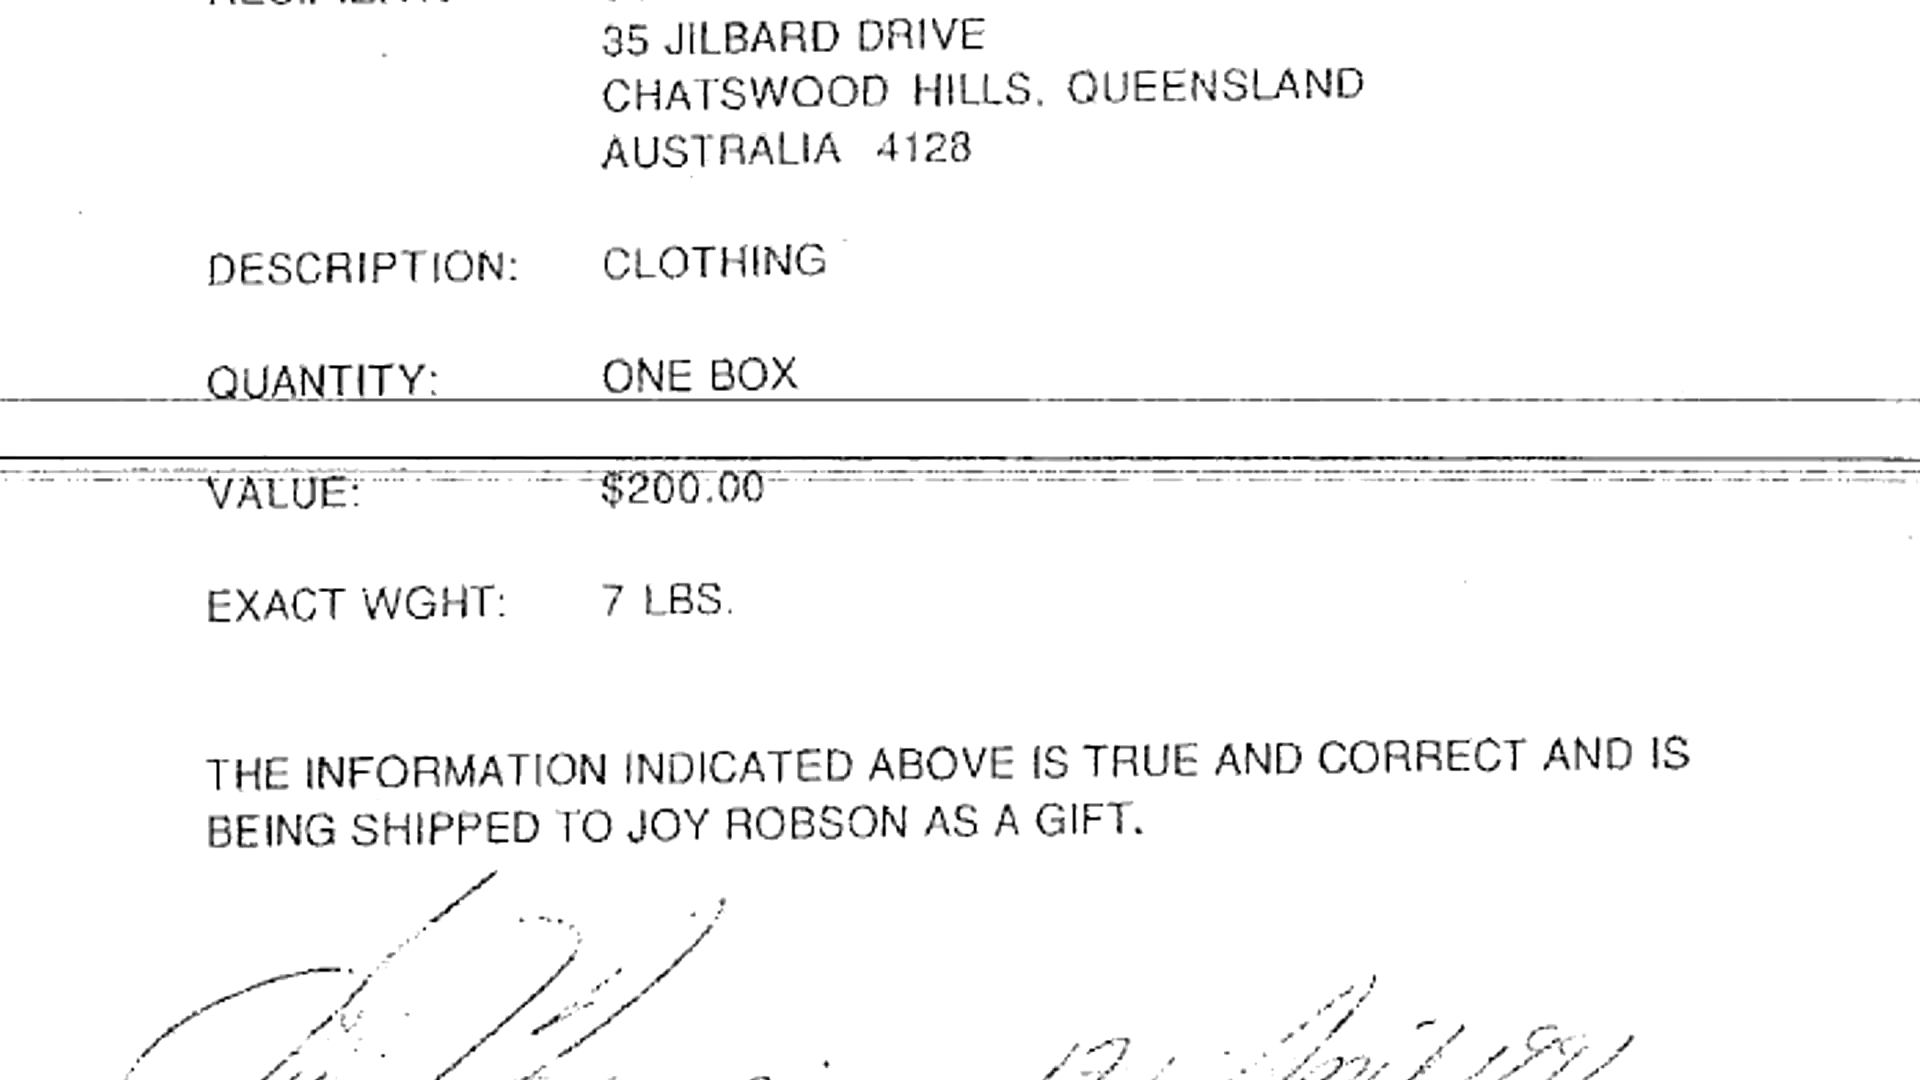 35 JILBARD DRIVE
CHATSWOOD HILLS, QUEENSLAND
AUSTRALIA 4128
DESCRIPTION: CLOTHING
QUANTITY: ONE BOX
VALUE: $200.00
EXACT WGHT: 7 LBS.
THE INFORMATION INDICATED ABOVE IS TRUE AND CORRECT AND IS
BEING SHIPPED TO JOY ROBSON AS A GIFT.
April